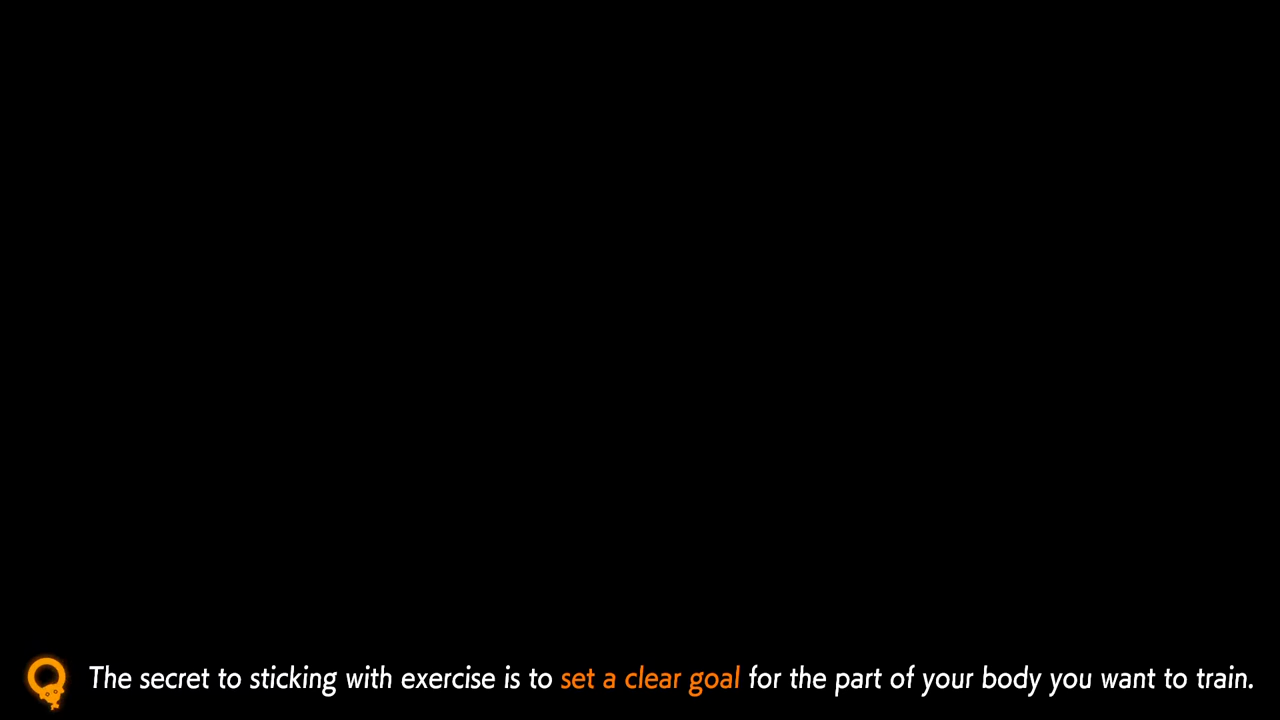 The secret to sticking with exercise is to set a clear goal for the part of your body you want to train.